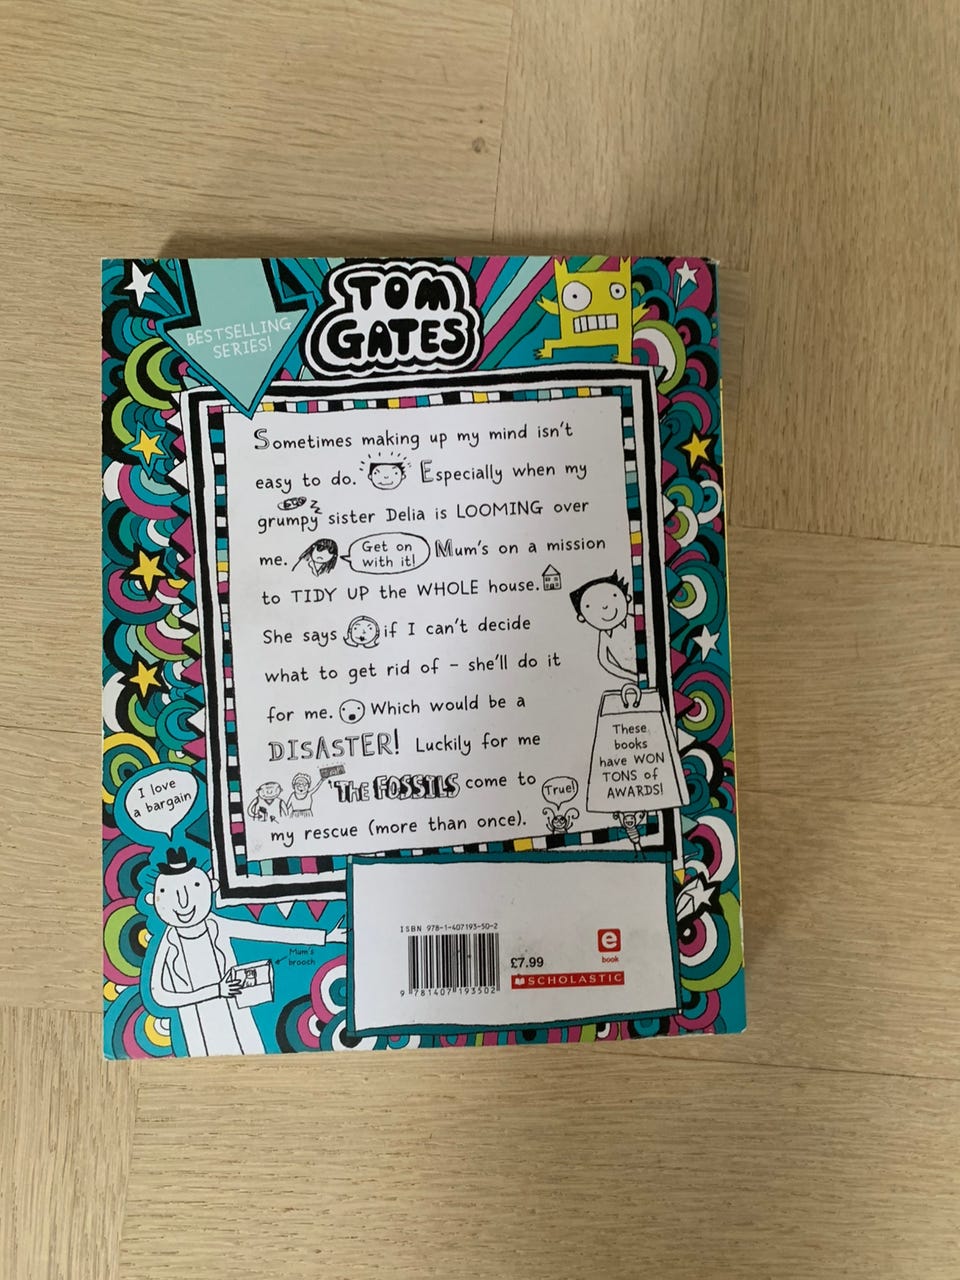 TOM
GATES
BESTSELLING
SERIES!
Sometimes making up my mind isn't
easy to do. Especially when my
grumpy sister Delia is LOOMING over
me. Get on
with it! Mum's on a mission
to TIDY UP the WHOLE house.
She says if I can't decide
what to get rid of – she'll do it
for me. Which would be a
DISASTER! Luckily for me
THE FOSSILS come to
my rescue (more than once).
True!
These
books
have WON
TONS of
AWARDS!
I love
a bargain
Mum's
brooch
ISBN 978-1-407193-50-2
9 781407 193502
£7.99
e
book
SCHOLASTIC